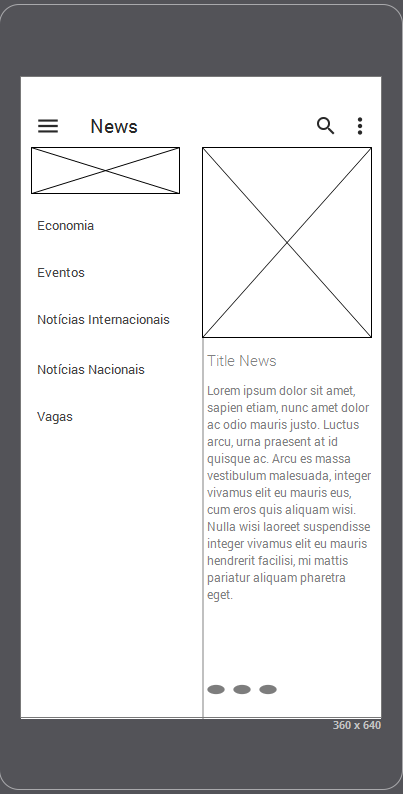 News
Economia
Eventos
Notícias Internacionais
Notícias Nacionais
Vagas
Title News
Lorem ipsum dolor sit amet,
sapien etiam, nunc amet dolor
ac odio mauris justo. Luctus
arcu, urna praesent at id
quisque ac. Arcu es massa
vestibulum malesuada, integer
vivamus elit eu mauris eus,
cum eros quis aliquam wisi.
Nulla wisi laoreet suspendisse
integer vivamus elit eu mauris
hendrerit facilisi, mi mattis
pariatur aliquam pharetra
eget.
360 x 640